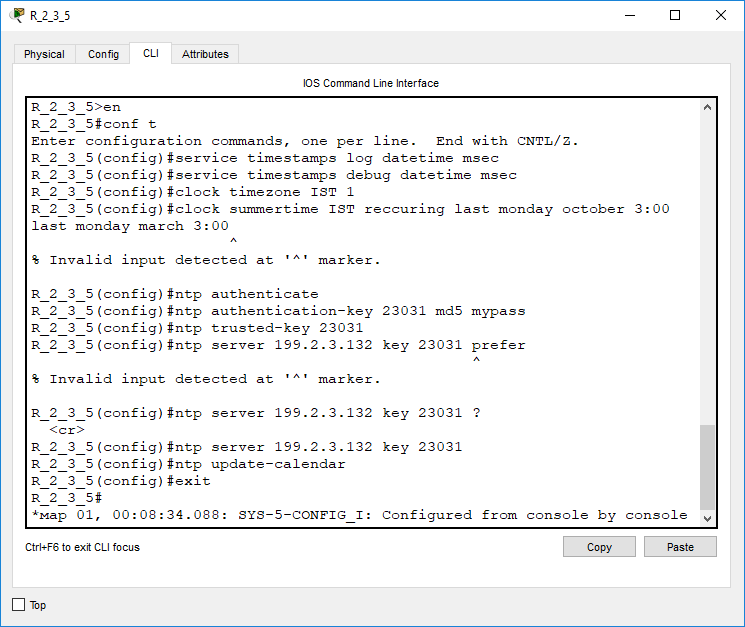 R_2_3_5
Physical Config CLI Attributes
IOS Command Line Interface
R_2_3_5>en
R_2_3_5#conf t
Enter configuration commands, one per line.  End with CNTL/Z.
R_2_3_5(config)#service timestamps log datetime msec
R_2_3_5(config)#service timestamps debug datetime msec
R_2_3_5(config)#clock timezone IST 1
R_2_3_5(config)#clock summertime IST reccuring last monday october 3:00
last monday march 3:00
^
% Invalid input detected at '^' marker.
R_2_3_5(config)#ntp authenticate
R_2_3_5(config)#ntp authentication-key 23031 md5 mypass
R_2_3_5(config)#ntp trusted-key 23031
R_2_3_5(config)#ntp server 199.2.3.132 key 23031 prefer
^
% Invalid input detected at '^' marker.
R_2_3_5(config)#ntp server 199.2.3.132 key 23031 ?
<cr>
R_2_3_5(config)#ntp server 199.2.3.132 key 23031
R_2_3_5(config)#ntp update-calendar
R_2_3_5(config)#exit
R_2_3_5#
*Map 01, 00:08:34.088: SYS-5-CONFIG_I: Configured from console by console
Ctrl+F6 to exit CLI focus
Copy Paste
Top